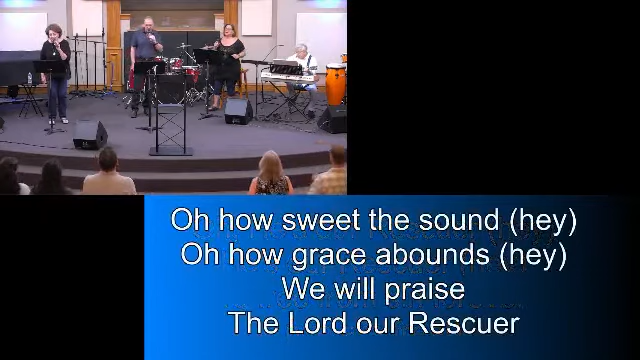 Oh how sweet the sound (hey)
Oh how grace abounds (hey)
We will praise
The Lord our Rescuer